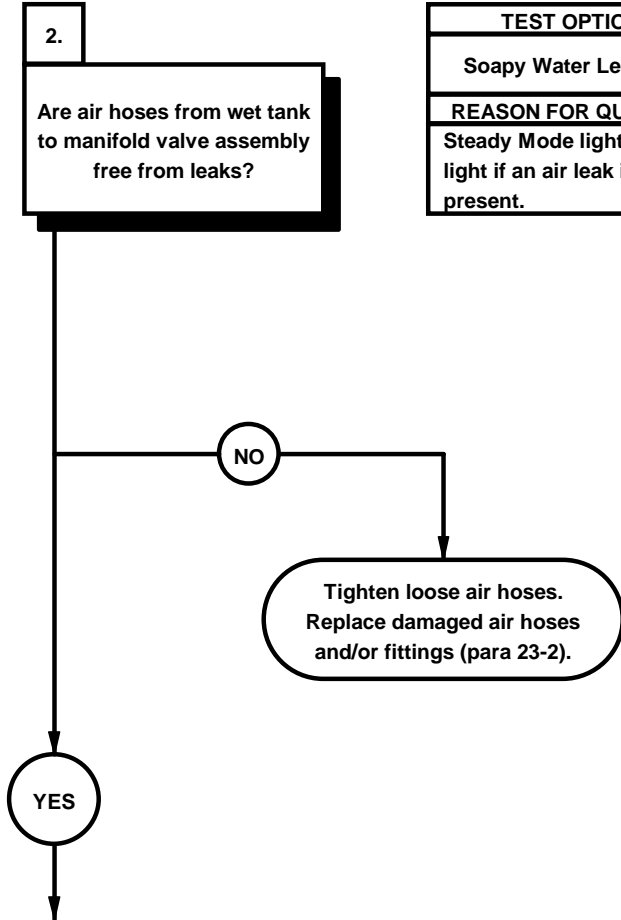 2.
Are air hoses from wet tank
to manifold valve assembly
free from leaks?
TEST OPTIO
Soapy Water Le
REASON FOR QU
Steady Mode light
light if an air leak i
present.
NO
Tighten loose air hoses.
Replace damaged air hoses
and/or fittings (para 23-2).
YES